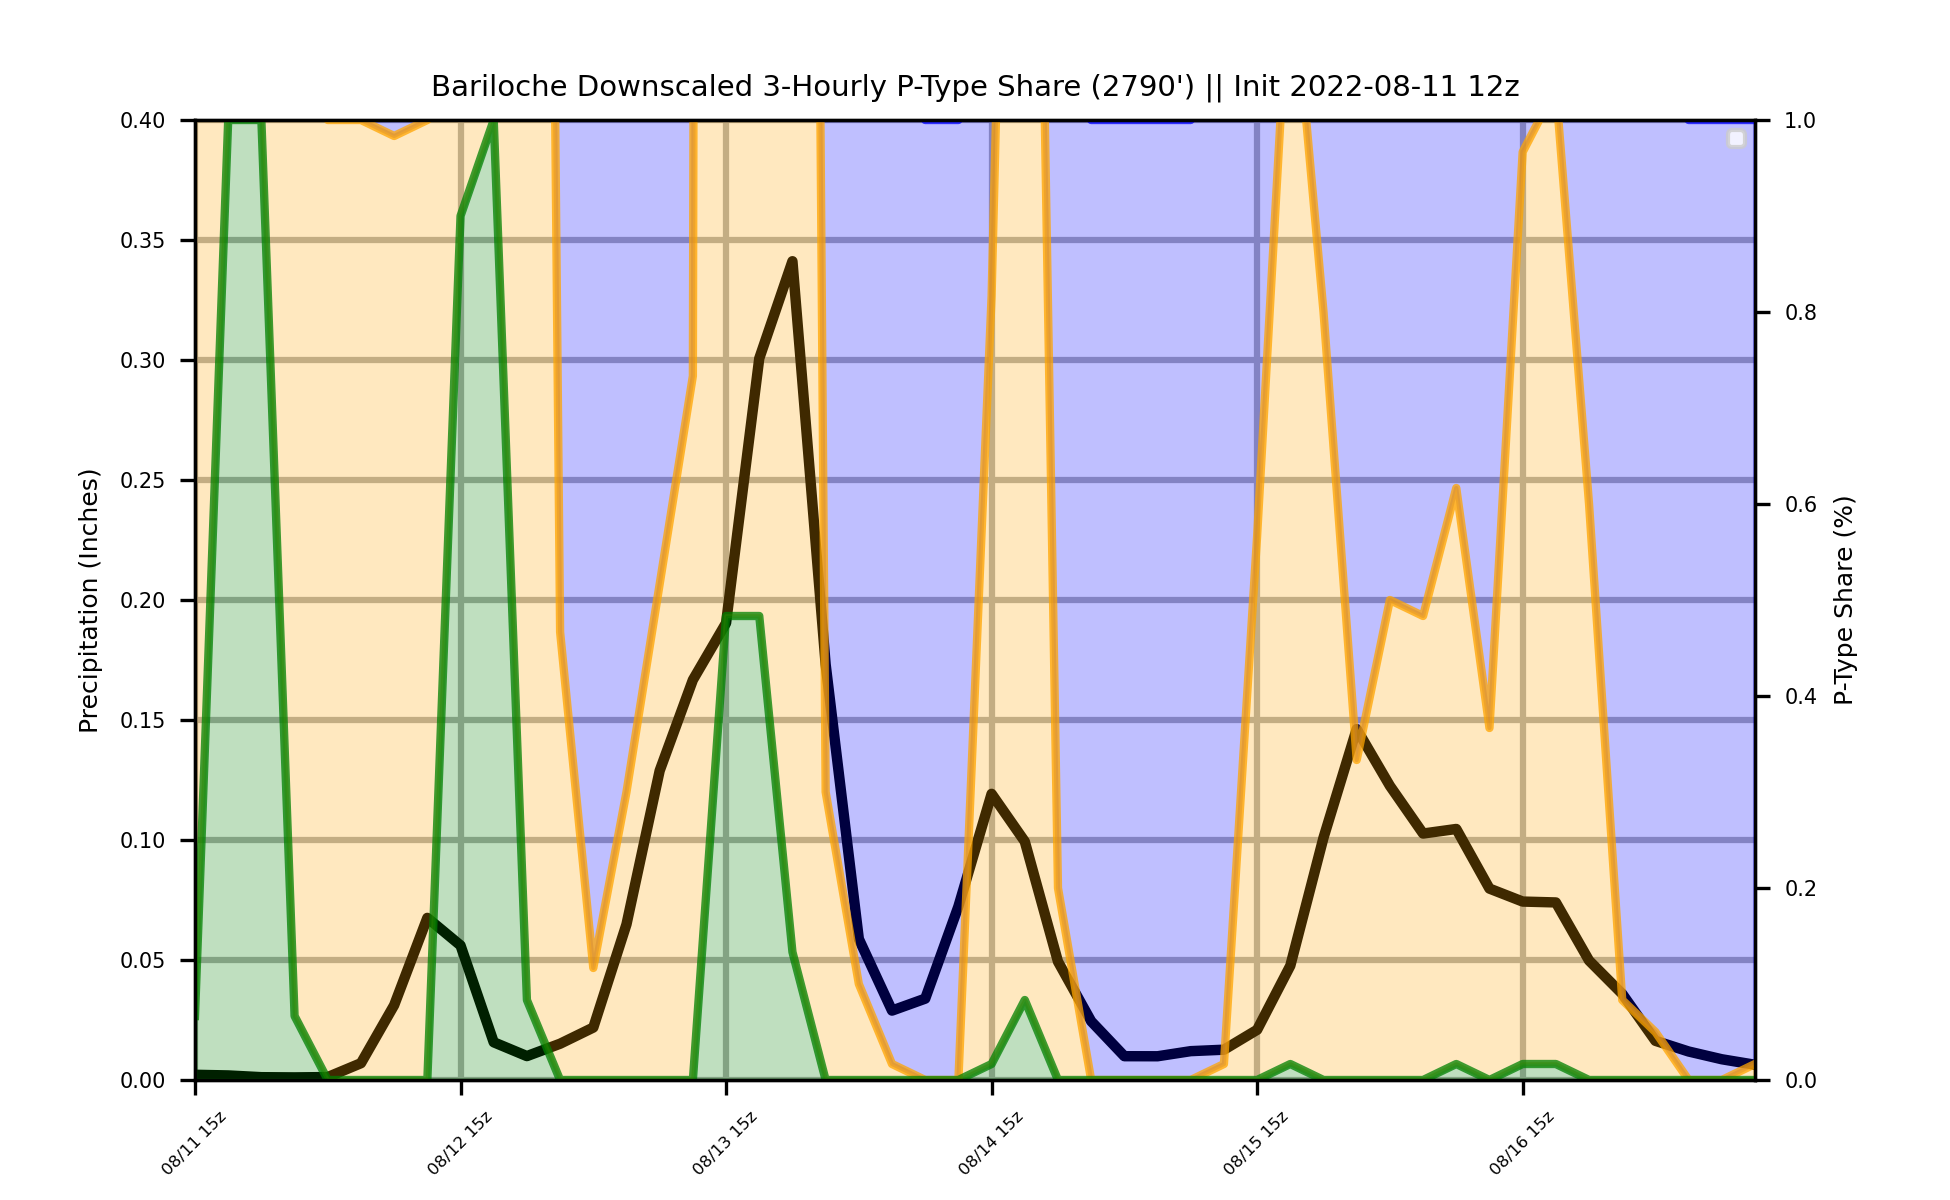 Bariloche Downscaled 3-Hourly P-Type Share (2790') || Init 2022-08-11 12z
0.40
0.35
0.30
0.25
0.20
0.15
0.10
0.05
0.00
Precipitation (Inches)
1.0
0.8
0.6
0.4
0.2
0.0
P-Type Share (%)
08/11 15z
08/12 15z
08/13 15z
08/14 15z
08/15 15z
08/16 15z